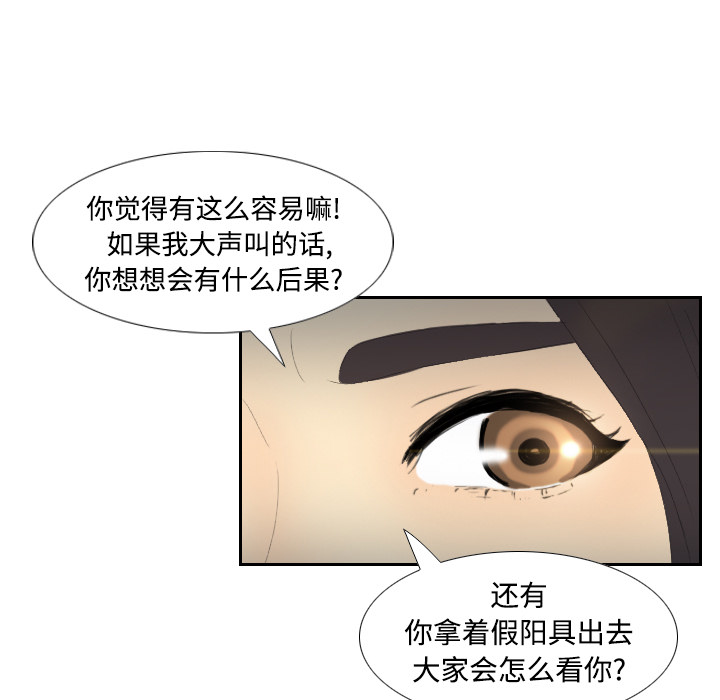 你觉得有这么容易嘛!
如果我大声叫的话,
你想想会有什么后果?
还有
你拿着假阳具出去
大家会怎么看你?